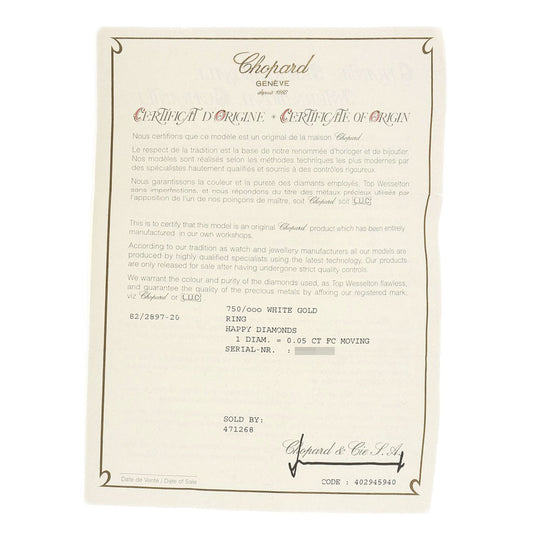 Chopard
GENÈVE
depuis 1860
CERTIFICAT D'ORIGINE • CERTIFICATE OF ORIGIN
Nous certifions que ce modèle est un original de la maison Chopard
Le respect de la tradition est la base de notre renommée d'horloger et de bijoutier.
Nos modèles sont réalisés selon les méthodes techniques les plus modernes par
des spécialistes hautement qualifiés et soumis à des contrôles rigoureux.
Nous garantissons la couleur et la pureté des diamants employés, Top Wesselton
sans imperfections, et nous répondons du titre des métaux précieux utilisés par
l'apposition de l'un de nos poinçons de maître, soit Chopard soit L.U.C
This is to certify that this model is an original Chopard product which has been entirely
manufactured in our own workshops.
According to our tradition as watch and jewellery manufacturers all our models are
produced by highly qualified specialists using the latest technology. Our products
are only released for sale after having undergone strict quality controls.
We warrant the colour and purity of the diamonds used, as Top Wesselton flawless,
and guarantee the quality of the precious metals by affixing our registered mark,
viz Chopard or L.U.C
750/ooo WHITE GOLD
82/2897-20 RING
HAPPY DIAMONDS
1 DIAM. = 0.05 CT FC MOVING
SERIAL-NR. :
SOLD BY:
471268
Chopard & Cie S.A.
Date de Vente / Date of Sale
CODE : 402945940